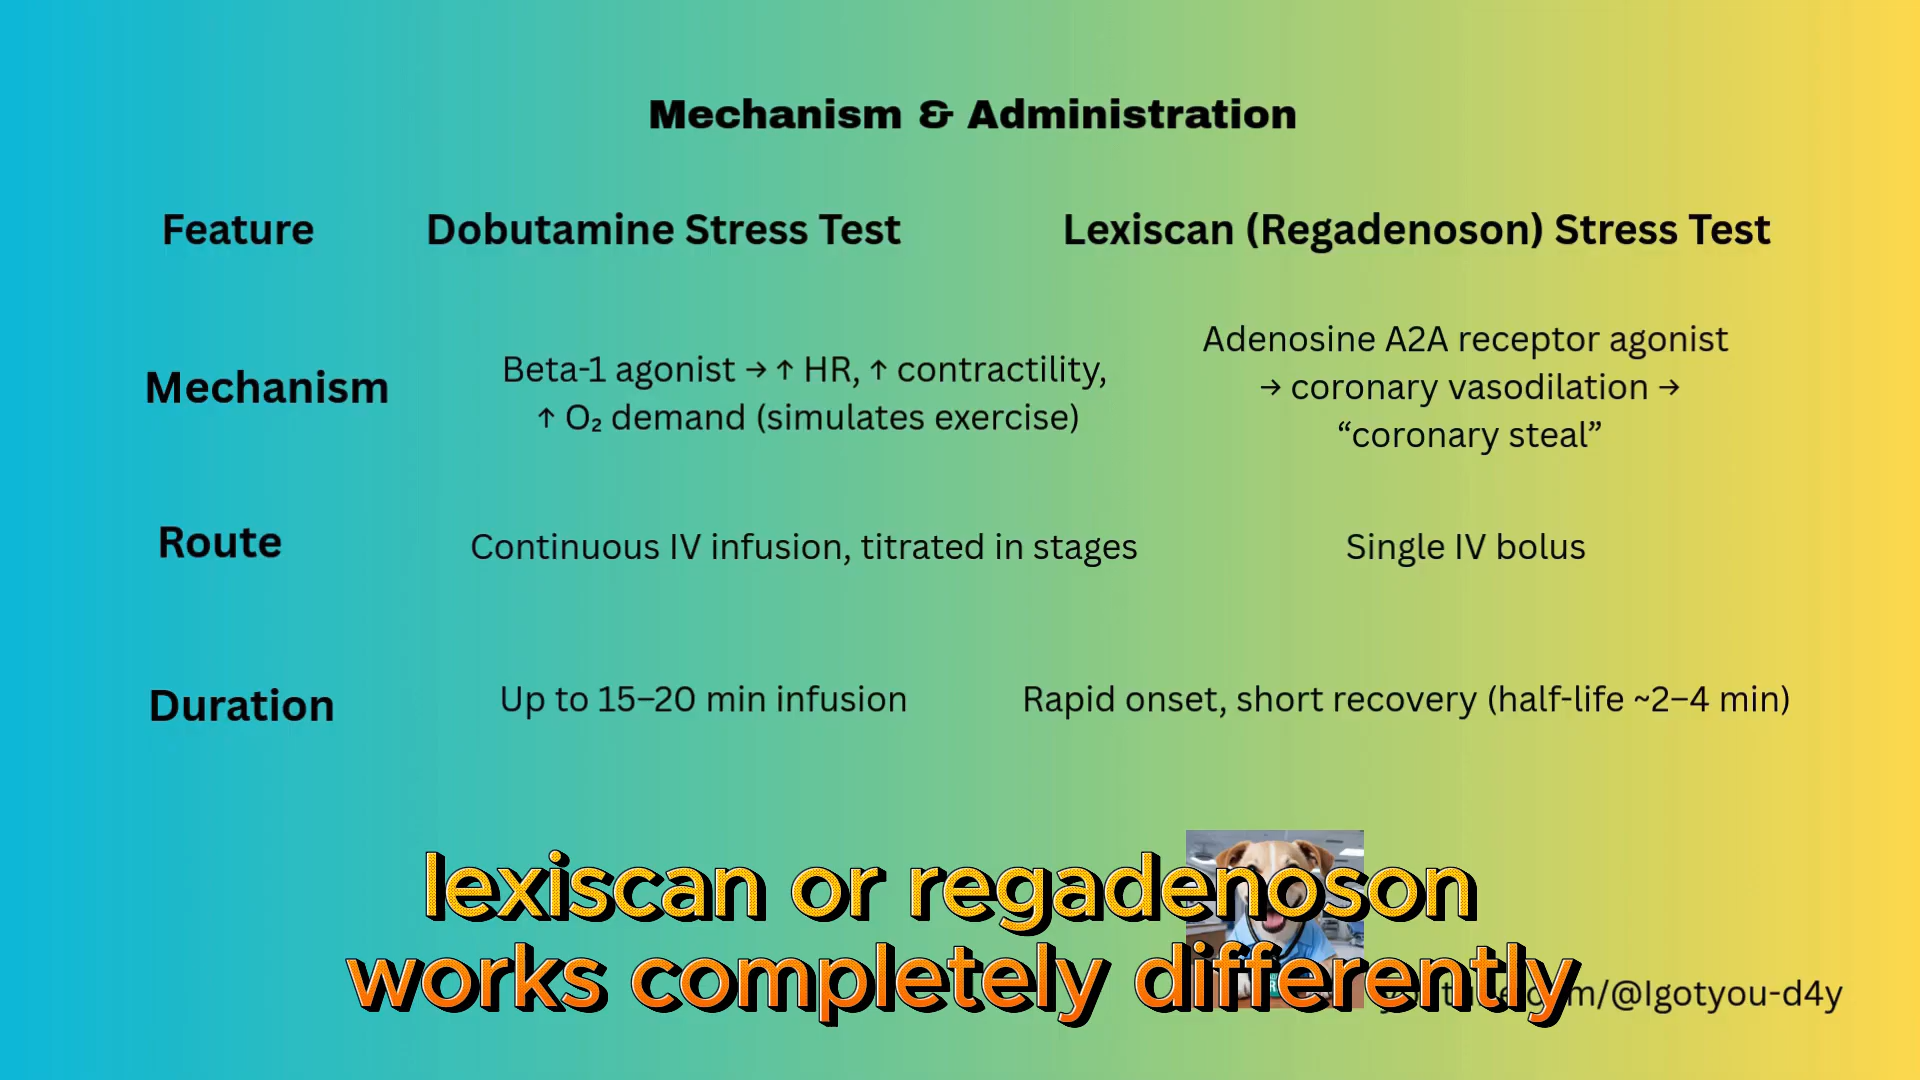 Mechanism & Administration
Feature
Dobutamine Stress Test
Lexiscan (Regadenoson) Stress Test
Mechanism
Beta-1 agonist → ↑ HR, ↑ contractility,
↑ O₂ demand (simulates exercise)
Adenosine A2A receptor agonist
→ coronary vasodilation →
“coronary steal”
Route
Continuous IV infusion, titrated in stages
Single IV bolus
Duration
Up to 15–20 min infusion
Rapid onset, short recovery (half-life ~2–4 min)
lexiscan or regadenoson
works completely differently
/@Igotyou-d4y